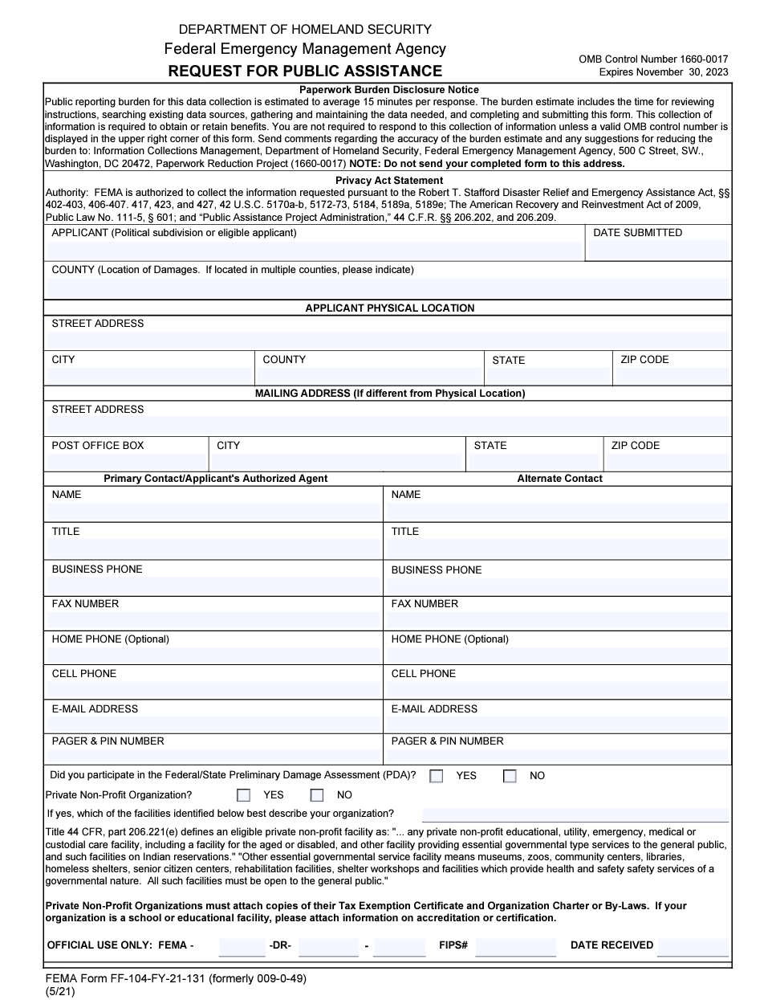 DEPARTMENT OF HOMELAND SECURITY
Federal Emergency Management Agency
REQUEST FOR PUBLIC ASSISTANCE
OMB Control Number 1660-0017
Expires November 30, 2023
Paperwork Burden Disclosure Notice
Public reporting burden for this data collection is estimated to average 15 minutes per response. The burden estimate includes the time for reviewing
instructions, searching existing data sources, gathering and maintaining the data needed, and completing and submitting this form. This collection of
information is required to obtain or retain benefits. You are not required to respond to this collection of information unless a valid OMB control number is
displayed in the upper right corner of this form. Send comments regarding the accuracy of the burden estimate and any suggestions for reducing the
burden to: Information Collections Management, Department of Homeland Security, Federal Emergency Management Agency, 500 C Street, SW.,
Washington, DC 20472, Paperwork Reduction Project (1660-0017) NOTE: Do not send your completed form to this address.
Privacy Act Statement
Authority: FEMA is authorized to collect the information requested pursuant to the Robert T. Stafford Disaster Relief and Emergency Assistance Act, §§
402-403, 406-407. 417, 423, and 427, 42 U.S.C. 5170a-b, 5172-73, 5184, 5189a, 5189e; The American Recovery and Reinvestment Act of 2009,
Public Law No. 111-5, § 601; and “Public Assistance Project Administration,” 44 C.F.R. §§ 206.202, and 206.209.
APPLICANT (Political subdivision or eligible applicant)
DATE SUBMITTED
COUNTY (Location of Damages. If located in multiple counties, please indicate)
APPLICANT PHYSICAL LOCATION
STREET ADDRESS
CITY COUNTY STATE ZIP CODE
MAILING ADDRESS (If different from Physical Location)
STREET ADDRESS
POST OFFICE BOX CITY STATE ZIP CODE
Primary Contact/Applicant's Authorized Agent Alternate Contact
NAME NAME
TITLE TITLE
BUSINESS PHONE BUSINESS PHONE
FAX NUMBER FAX NUMBER
HOME PHONE (Optional) HOME PHONE (Optional)
CELL PHONE CELL PHONE
E-MAIL ADDRESS E-MAIL ADDRESS
PAGER & PIN NUMBER PAGER & PIN NUMBER
Did you participate in the Federal/State Preliminary Damage Assessment (PDA)? YES NO
Private Non-Profit Organization? YES NO
If yes, which of the facilities identified below best describe your organization?
Title 44 CFR, part 206.221(e) defines an eligible private non-profit facility as: "... any private non-profit educational, utility, emergency, medical or
custodial care facility, including a facility for the aged or disabled, and other facility providing essential governmental type services to the general public,
and such facilities on Indian reservations." "Other essential governmental service facility means museums, zoos, community centers, libraries,
homeless shelters, senior citizen centers, rehabilitation facilities, shelter workshops and facilities which provide health and safety safety services of a
governmental nature. All such facilities must be open to the general public."
Private Non-Profit Organizations must attach copies of their Tax Exemption Certificate and Organization Charter or By-Laws. If your
organization is a school or educational facility, please attach information on accreditation or certification.
OFFICIAL USE ONLY: FEMA - -DR- - FIPS# DATE RECEIVED
FEMA Form FF-104-FY-21-131 (formerly 009-0-49)
(5/21)